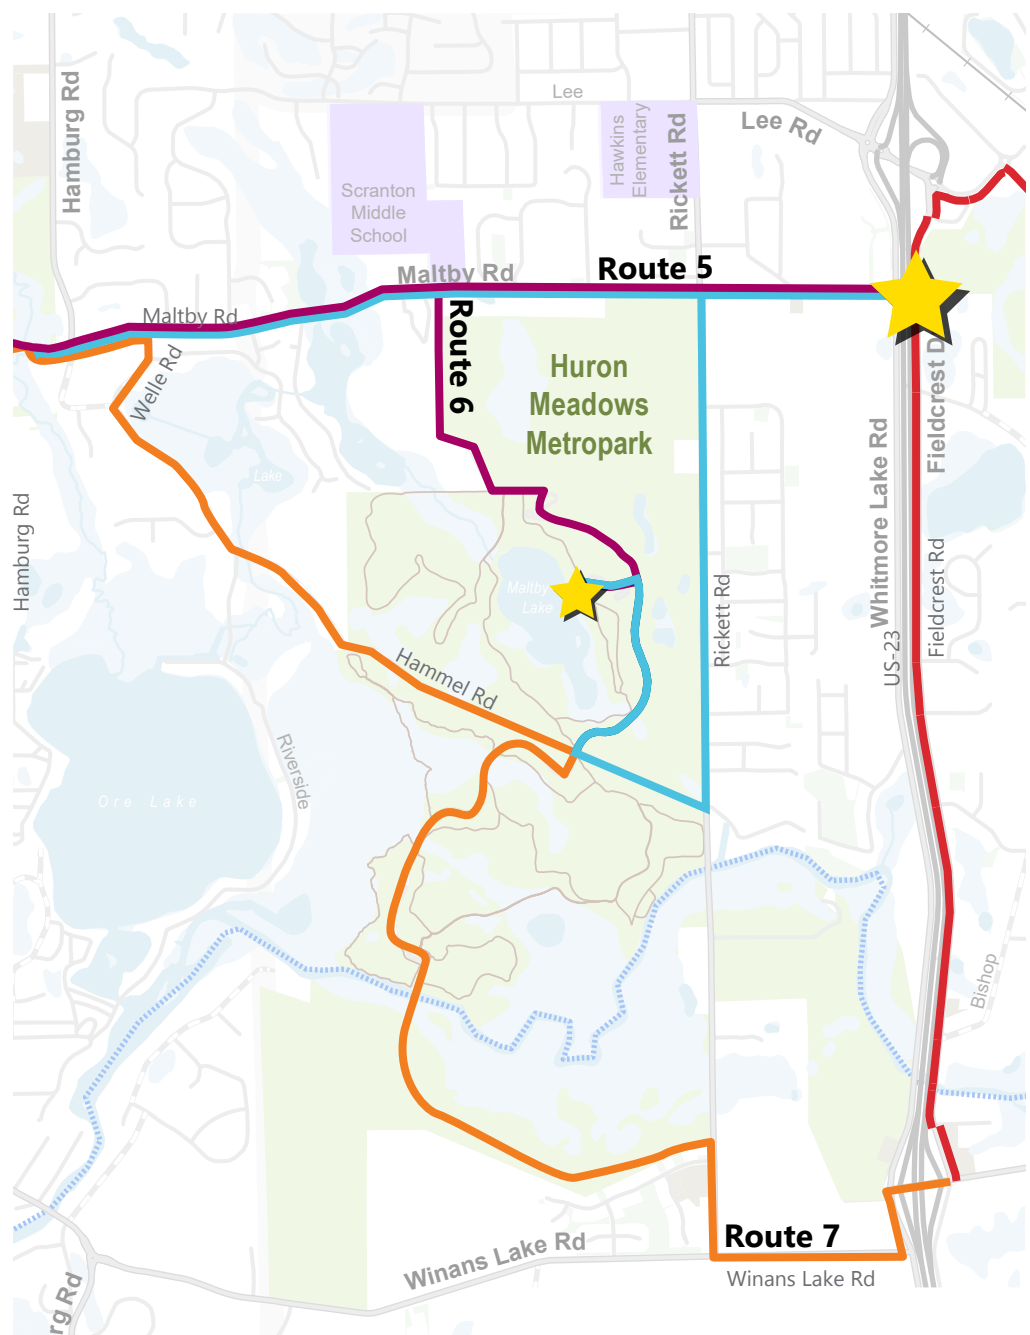 Lee
Lee Rd
Hamburg Rd
Hawkins
Elementary
Rickett Rd
Scranton
Middle
School
Route 5
Maltby Rd
Maltby Rd
Route 6
Welle Rd
Huron
Meadows
Metropark
Fieldcrest D
Whitmore Lake Rd
Lake
Hamburg Rd
Maltby
Lake
Rickett Rd
Fieldcrest Rd
US-23
Hammel Rd
Riverside
Ore Lake
Bishop
Route 7
Winans Lake Rd
Winans Lake Rd
rg Rd